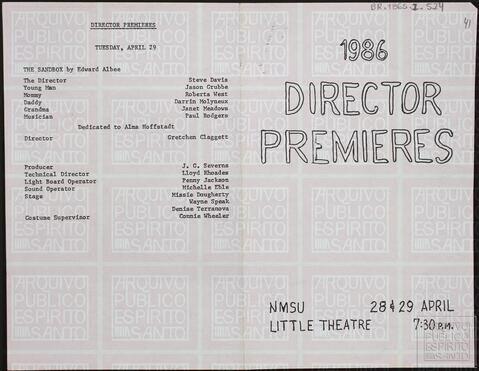 DIRECTOR PREMIERES
TUESDAY, APRIL 29
THE SANDBOX by Edward Albee
The Director Steve Davis
Young Man Jason Grubbe
Mommy Roberta West
Daddy Darrin Molyneux
Grandma Janet Meadows
Musician Paul Rodgers
Dedicated to Alma Hoffstadt
Director Gretchen Claggett
Producer J. C. Severns
Technical Director Lloyd Rhoades
Light Board Operator Penny Jackson
Sound Operator Michelle Ehle
Stage Missie Dougherty
Wayne Speak
Denise Terranova
Costume Supervisor Connie Wheeler
BR.1865.I.524
41
1986
DIRECTOR
PREMIERES
NMSU 28 & 29 APRIL
LITTLE THEATRE 7:30 P.M.
ARQUIVO
PÚBLICO
ESPÍRITO
SANTO